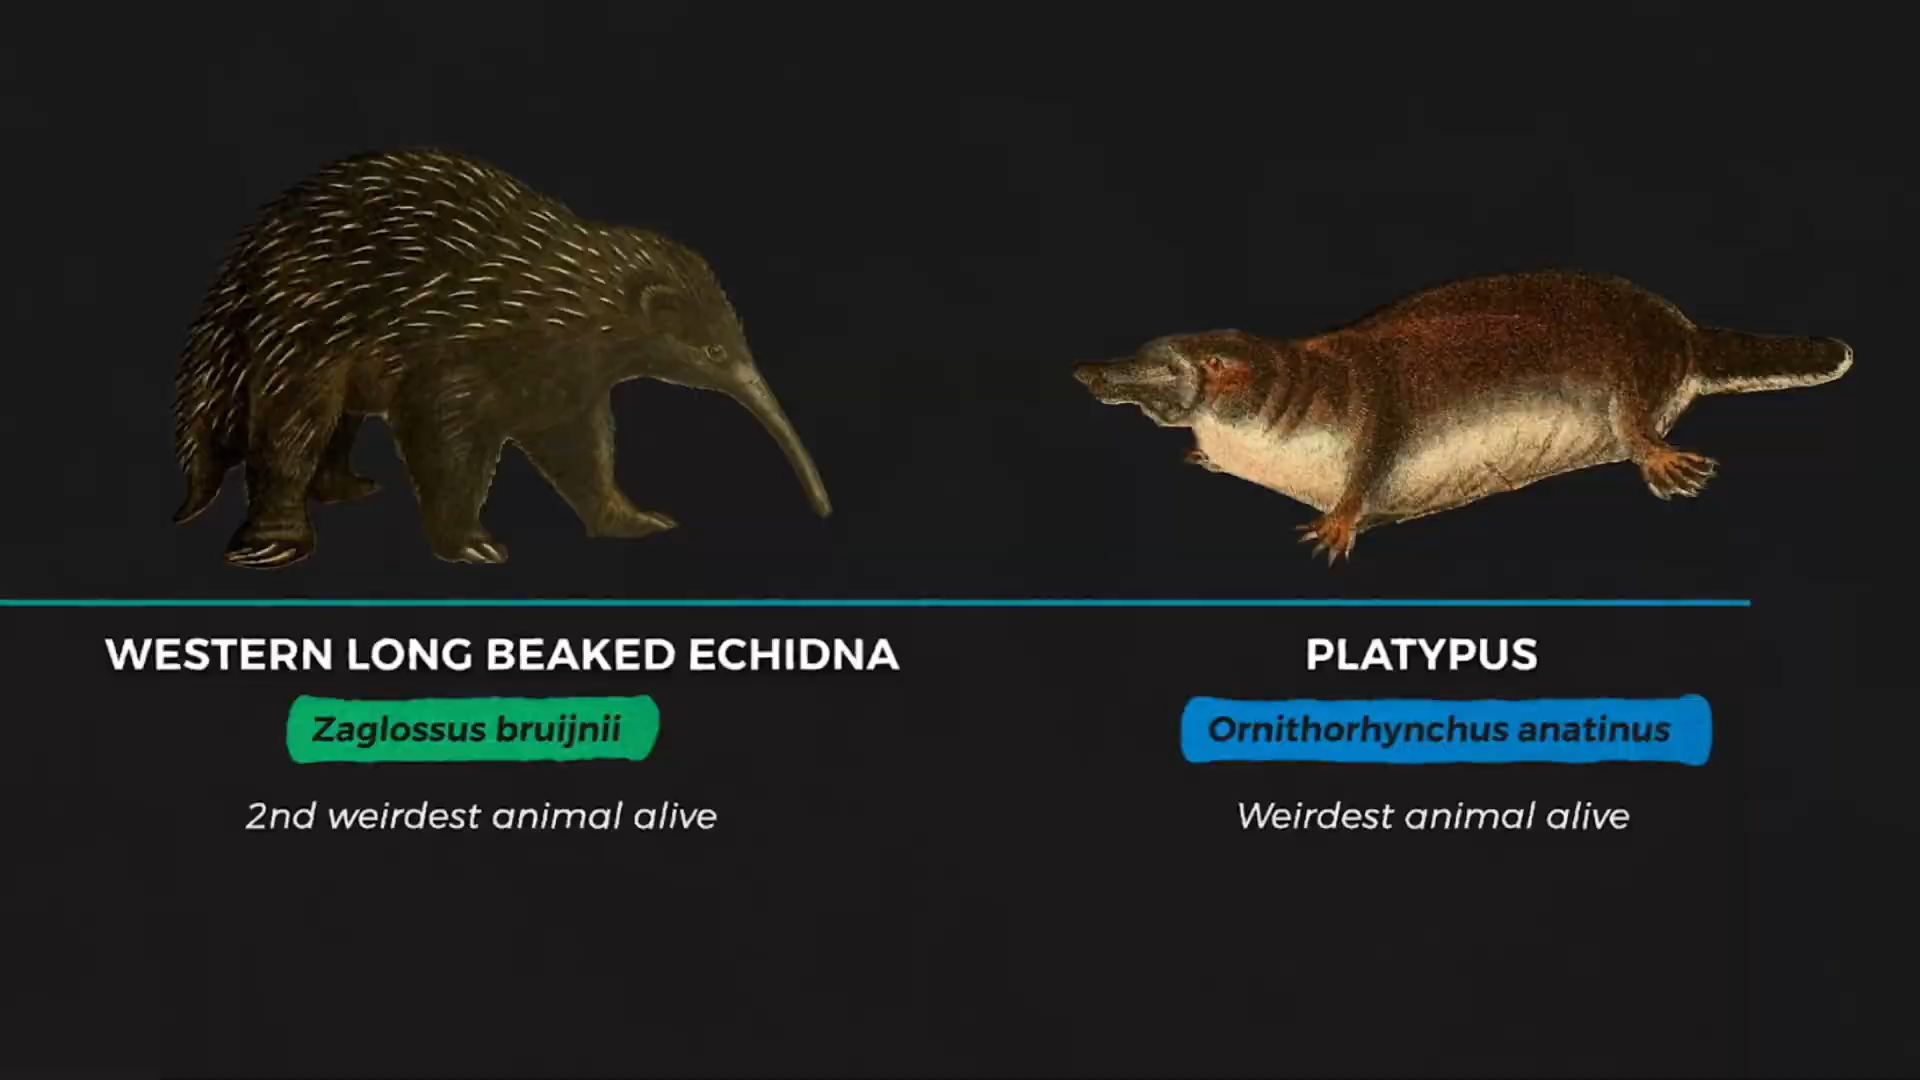 WESTERN LONG BEAKED ECHIDNA
Zaglossus bruijnii
2nd weirdest animal alive
PLATYPUS
Ornithorhynchus anatinus
Weirdest animal alive